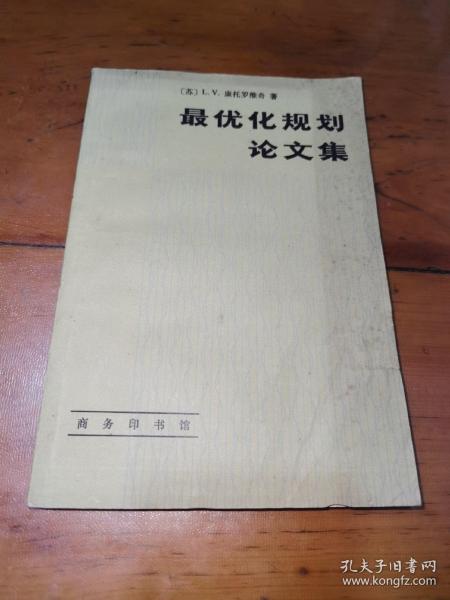 〔苏〕L.V.康托罗维奇 著
最优化规划
论文集
商务印书馆
孔夫子旧书网
www.kongfz.com